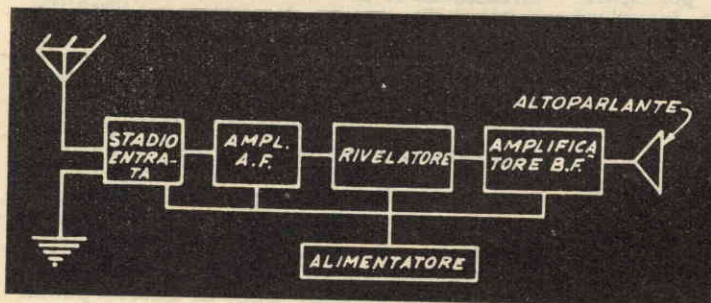 ALTOPARLANTE
STADIO
ENTRA-
TA
AMPL.
A.F.
RIVELATORE
AMPLIFICA
TORE B.F.
ALIMENTATORE